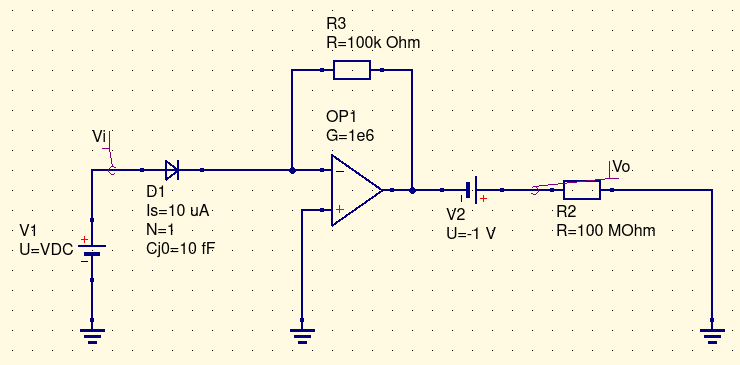 R3
R=100k Ohm
OP1
G=1e6
Vi
Vo
D1
Is=10 uA
N=1
Cj0=10 fF
V1
U=VDC
V2
U=-1 V
R2
R=100 MOhm